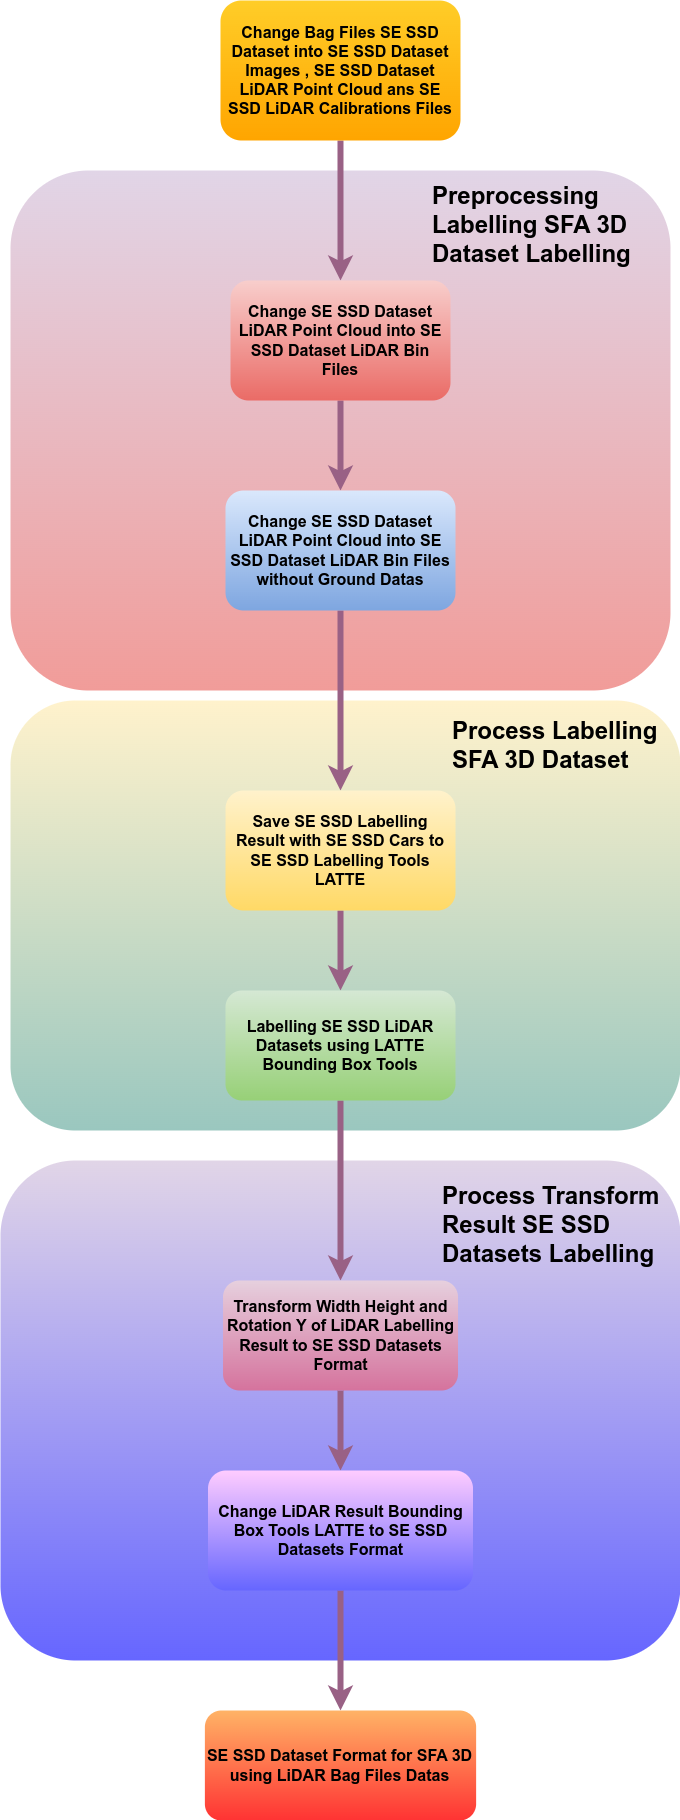 Change Bag Files SE SSD
Dataset into SE SSD Dataset
Images , SE SSD Dataset
LiDAR Point Cloud ans SE
SSD LiDAR Calibrations Files
Preprocessing
Labelling SFA 3D
Dataset Labelling
Change SE SSD Dataset
LiDAR Point Cloud into SE
SSD Dataset LiDAR Bin
Files
Change SE SSD Dataset
LiDAR Point Cloud into SE
SSD Dataset LiDAR Bin Files
without Ground Datas
Process Labelling
SFA 3D Dataset
Save SE SSD Labelling
Result with SE SSD Cars to
SE SSD Labelling Tools
LATTE
Labelling SE SSD LiDAR
Datasets using LATTE
Bounding Box Tools
Process Transform
Result SE SSD
Datasets Labelling
Transform Width Height and
Rotation Y of LiDAR Labelling
Result to SE SSD Datasets
Format
Change LiDAR Result Bounding
Box Tools LATTE to SE SSD
Datasets Format
SE SSD Dataset Format for SFA 3D
using LiDAR Bag Files Datas